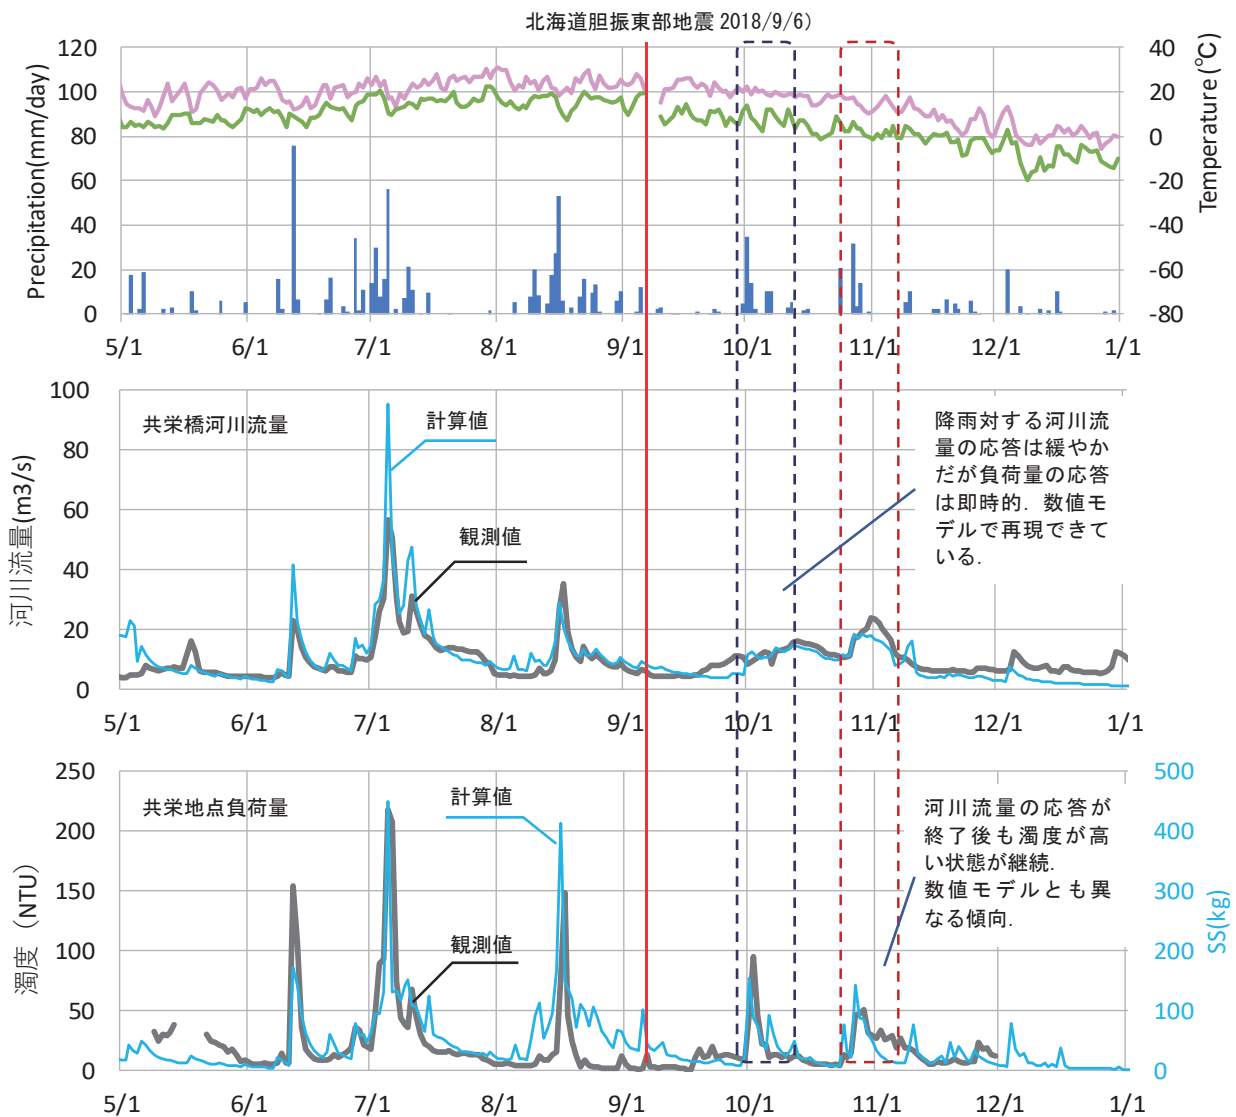 北海道胆振東部地震 2018/9/6)
Precipitation(mm/day)
120
100
80
60
40
20
0
Temperature(℃)
40
20
0
-20
-40
-60
-80
5/1 6/1 7/1 8/1 9/1 10/1 11/1 12/1 1/1
河川流量(m3/s)
100
80
60
40
20
0
共栄橋河川流量
計算値
観測値
降雨対する河川流
量の応答は緩やか
だが負荷量の応答
は即時的. 数値モ
デルで再現できて
いる.
5/1 6/1 7/1 8/1 9/1 10/1 11/1 12/1 1/1
濁度（NTU）
250
200
150
100
50
0
共栄地点負荷量
計算値
観測値
河川流量の応答が
終了後も濁度が高
い状態が継続.
数値モデルとも異
なる傾向.
SS(kg)
500
400
300
200
100
0
5/1 6/1 7/1 8/1 9/1 10/1 11/1 12/1 1/1